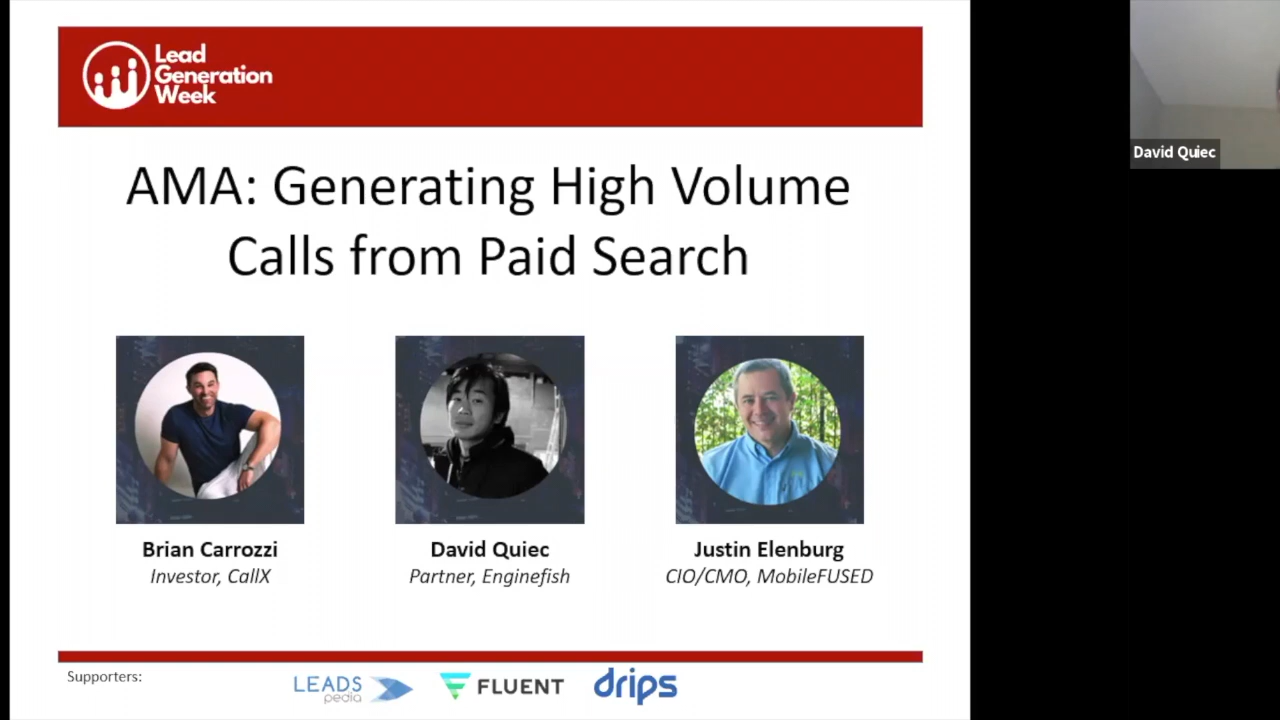 Lead
Generation
Week
David Quiec
AMA: Generating High Volume
Calls from Paid Search
Brian Carrozzi
Investor, CallX
David Quiec
Partner, Enginefish
Justin Elenburg
CIO/CMO, MobileFUSED
Supporters:
LEADS
pedia
FLUENT
drips